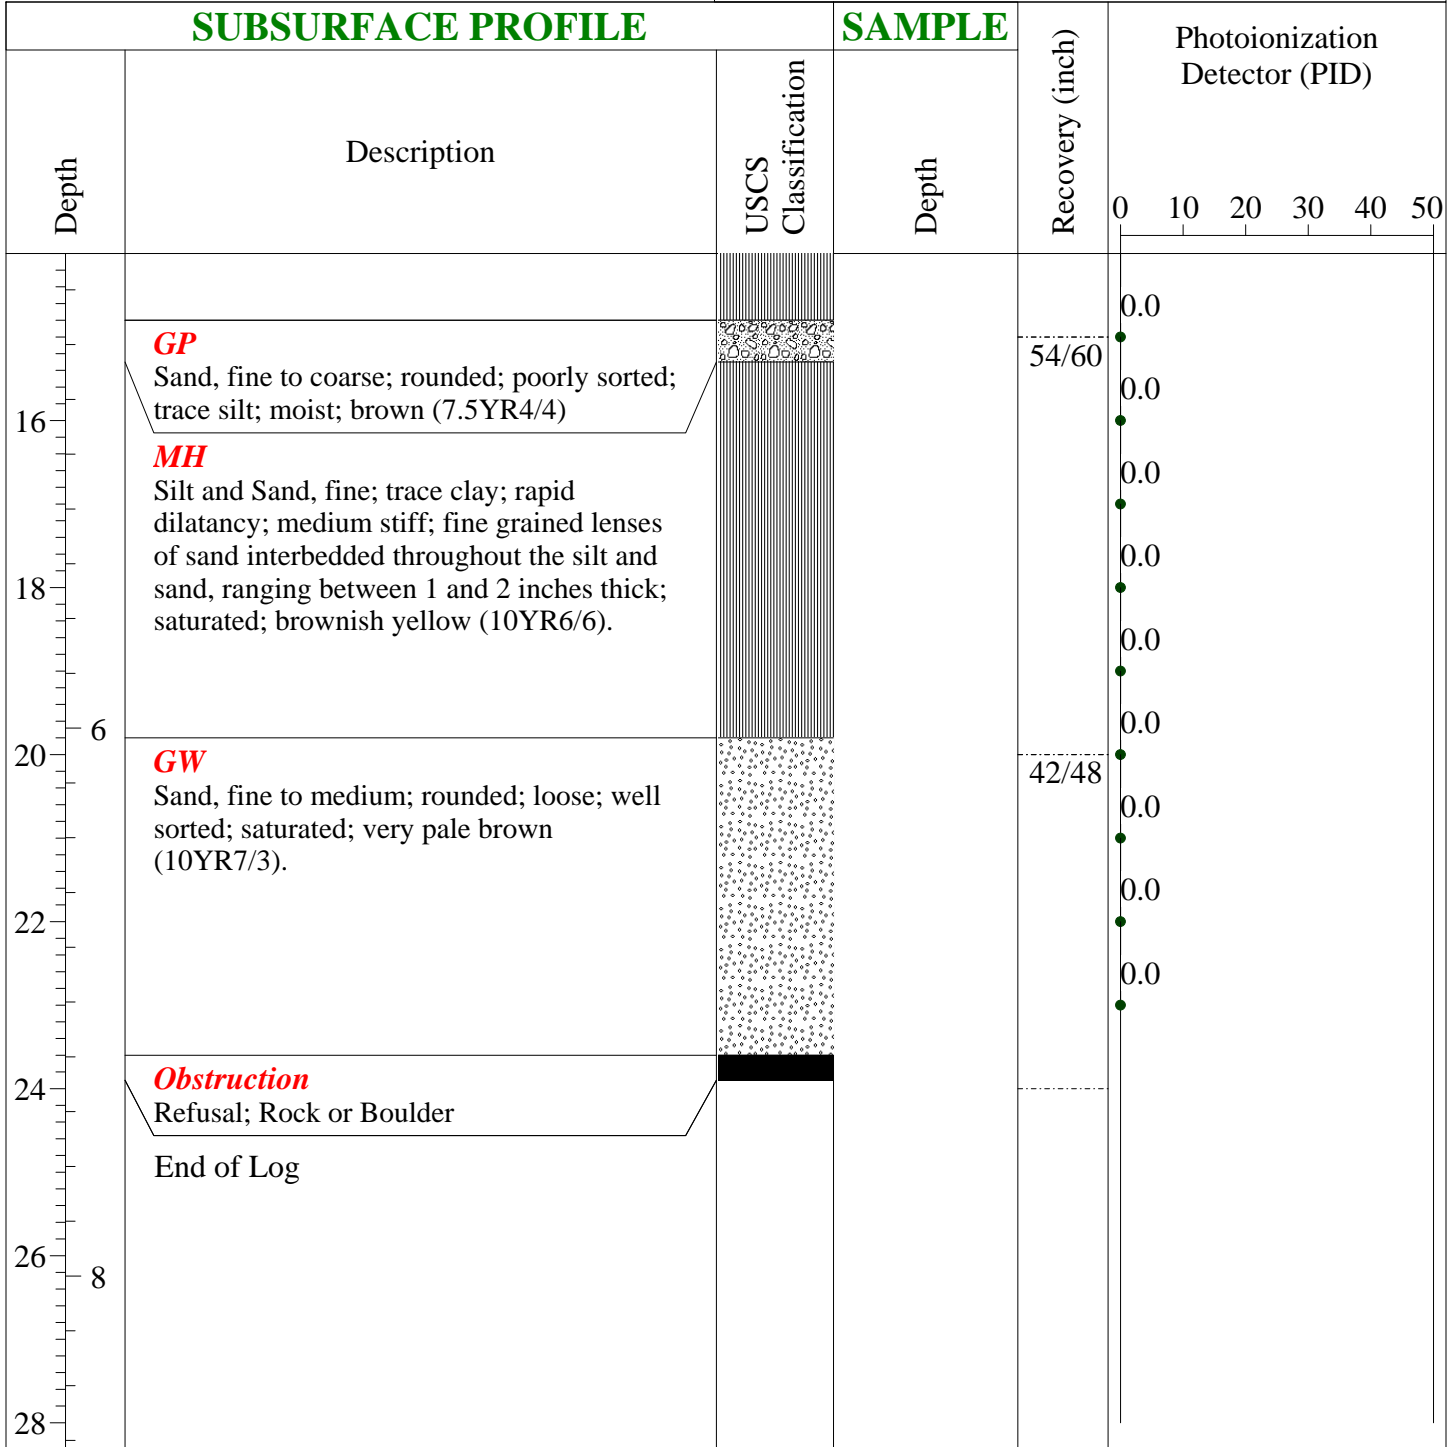 SUBSURFACE PROFILE
SAMPLE
Depth
Description
USCS
Classification
Depth
Recovery (inch)
Photoionization
Detector (PID)
0 10 20 30 40 50
GP
Sand, fine to coarse; rounded; poorly sorted;
trace silt; moist; brown (7.5YR4/4)
MH
Silt and Sand, fine; trace clay; rapid
dilatancy; medium stiff; fine grained lenses
of sand interbedded throughout the silt and
sand, ranging between 1 and 2 inches thick;
saturated; brownish yellow (10YR6/6).
GW
Sand, fine to medium; rounded; loose; well
sorted; saturated; very pale brown
(10YR7/3).
Obstruction
Refusal; Rock or Boulder
End of Log
16
18
20
22
24
26
28
6
8
54/60
42/48
0.0
0.0
0.0
0.0
0.0
0.0
0.0
0.0
0.0